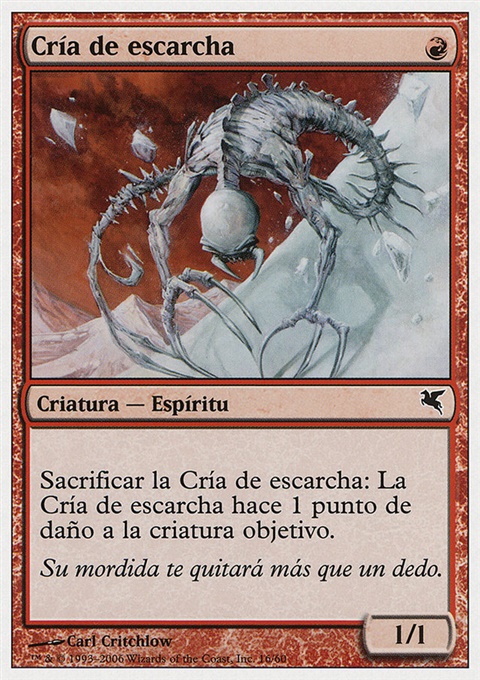 Cría de escarcha
Criatura — Espíritu
Sacrificar la Cría de escarcha: La
Cría de escarcha hace 1 punto de
daño a la criatura objetivo.
Su mordida te quitará más que un dedo.
1/1
Carl Critchlow
™ & © 1993-2006 Wizards of the Coast, Inc. 16/60